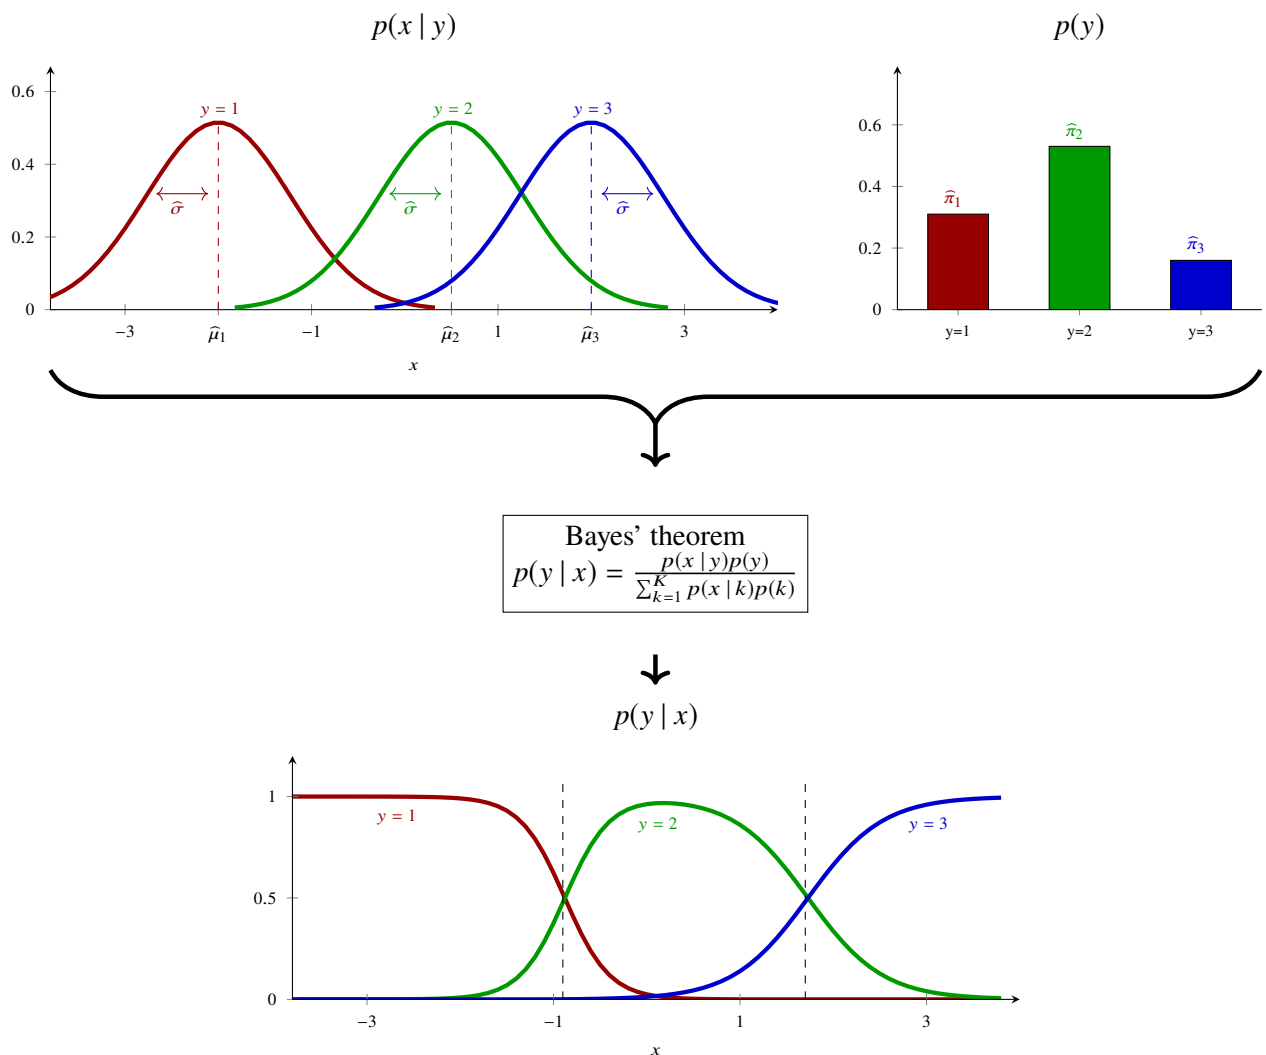 p(x | y)
p(y)
0.6
0.4
0.2
0
y = 1
y = 2
y = 3
σ̂
σ̂
σ̂
−3
μ̂₁
−1
μ̂₂
1
μ̂₃
3
x
0.6
0.4
0.2
0
π̂₁
π̂₂
π̂₃
y=1
y=2
y=3
Bayes’ theorem
p(y | x) = p(x | y)p(y) / ∑ᴷₖ₌₁ p(x | k)p(k)
p(y | x)
1
0.5
0
y = 1
y = 2
y = 3
−3
−1
1
3
x